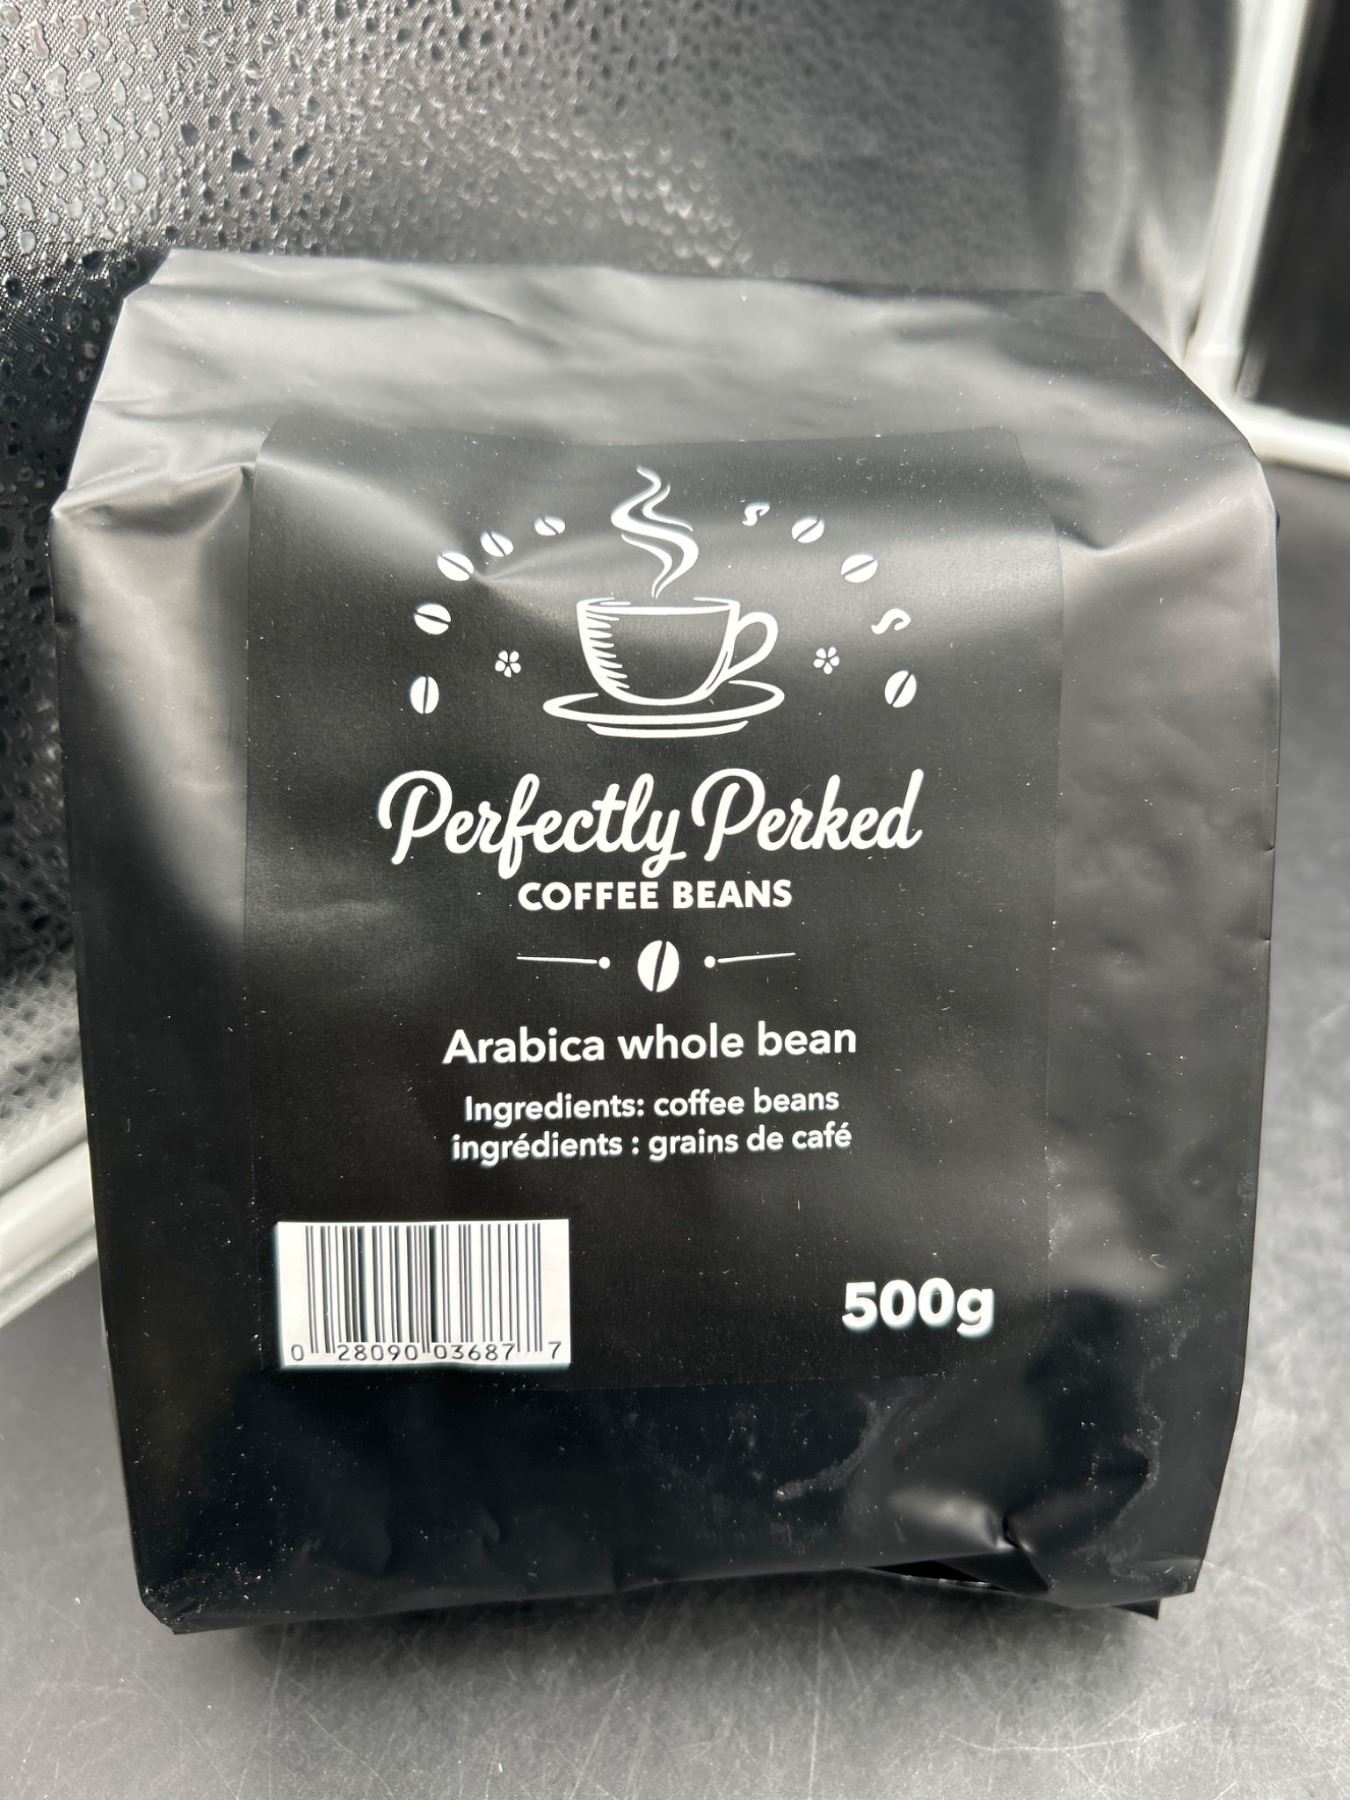 Perfectly Perked
COFFEE BEANS
Arabica whole bean
Ingredients: coffee beans
ingrédients : grains de café
500g
0 28090 03687 7